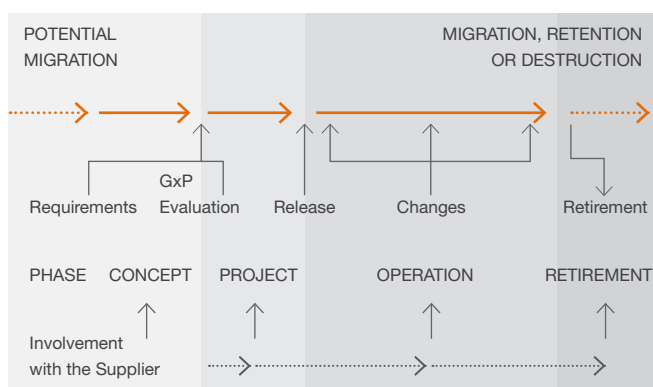 POTENTIAL
MIGRATION
MIGRATION, RETENTION
OR DESTRUCTION
GxP
Requirements Evaluation Release Changes Retirement
PHASE CONCEPT PROJECT OPERATION RETIREMENT
Involvement
with the Supplier